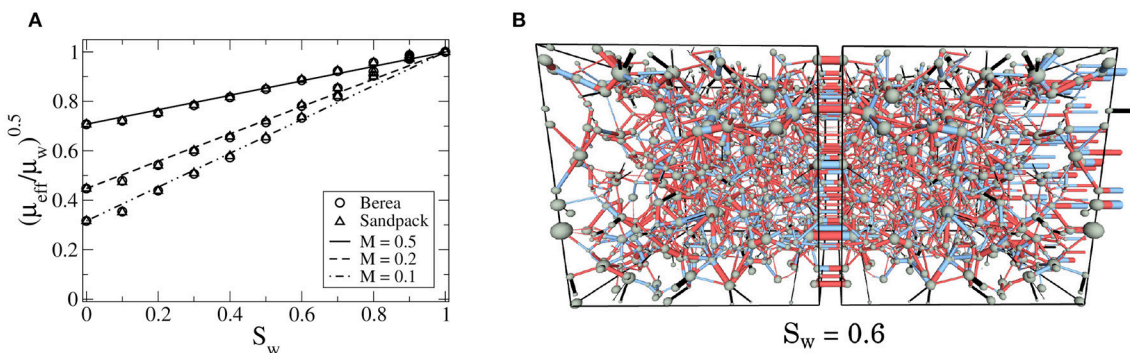 A
B
(μeff/μw)^0.5
1
0.8
0.6
0.4
0.2
0
Berea
Sandpack
M = 0.5
M = 0.2
M = 0.1
0 0.2 0.4 0.6 0.8 1
Sw
Sw = 0.6